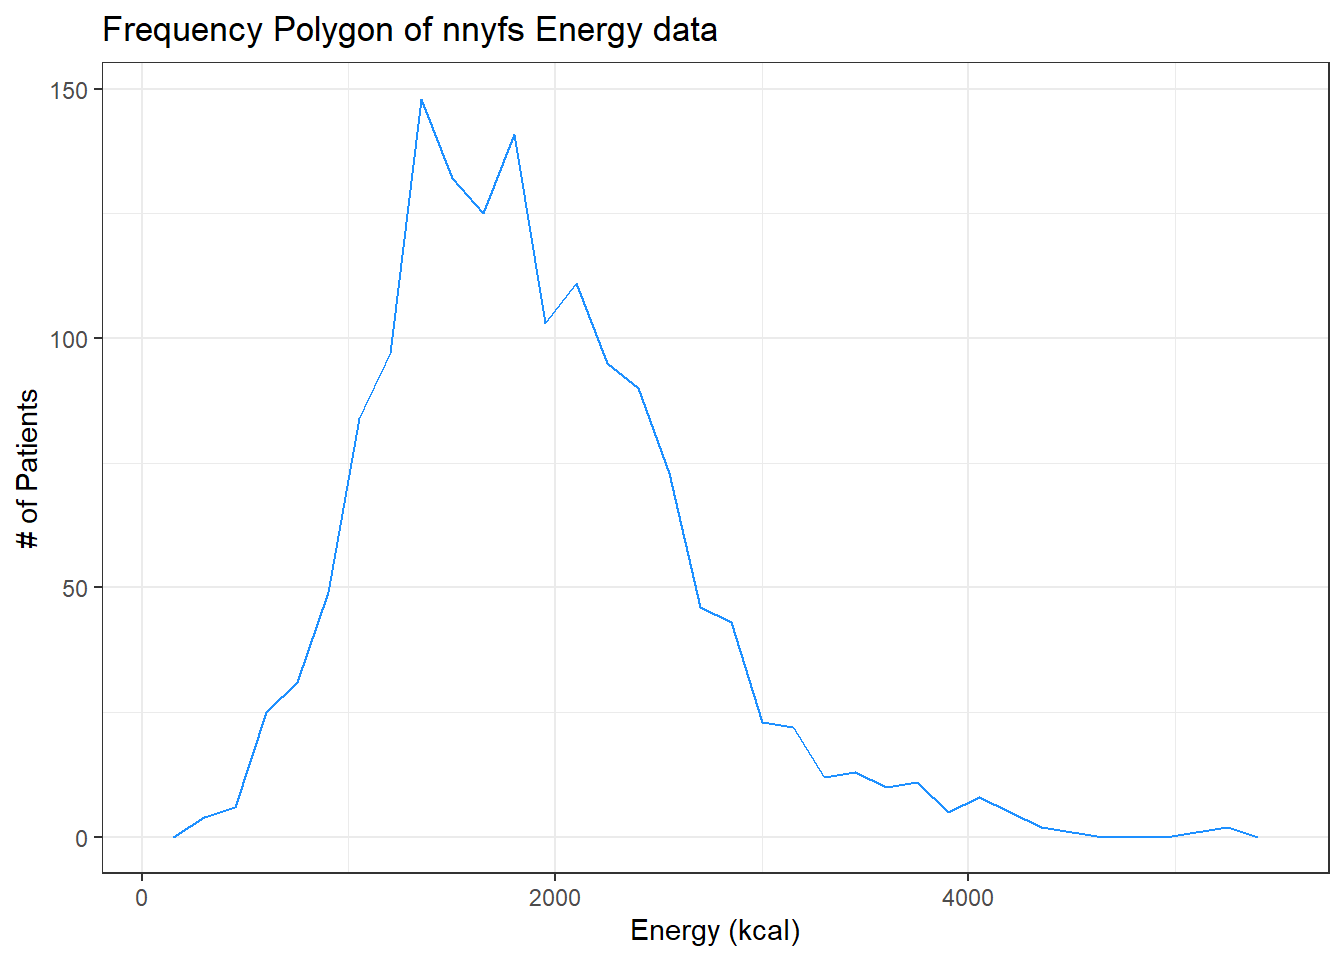 Frequency Polygon of nnyfs Energy data
150
100
50
0
# of Patients
0 2000 4000
Energy (kcal)